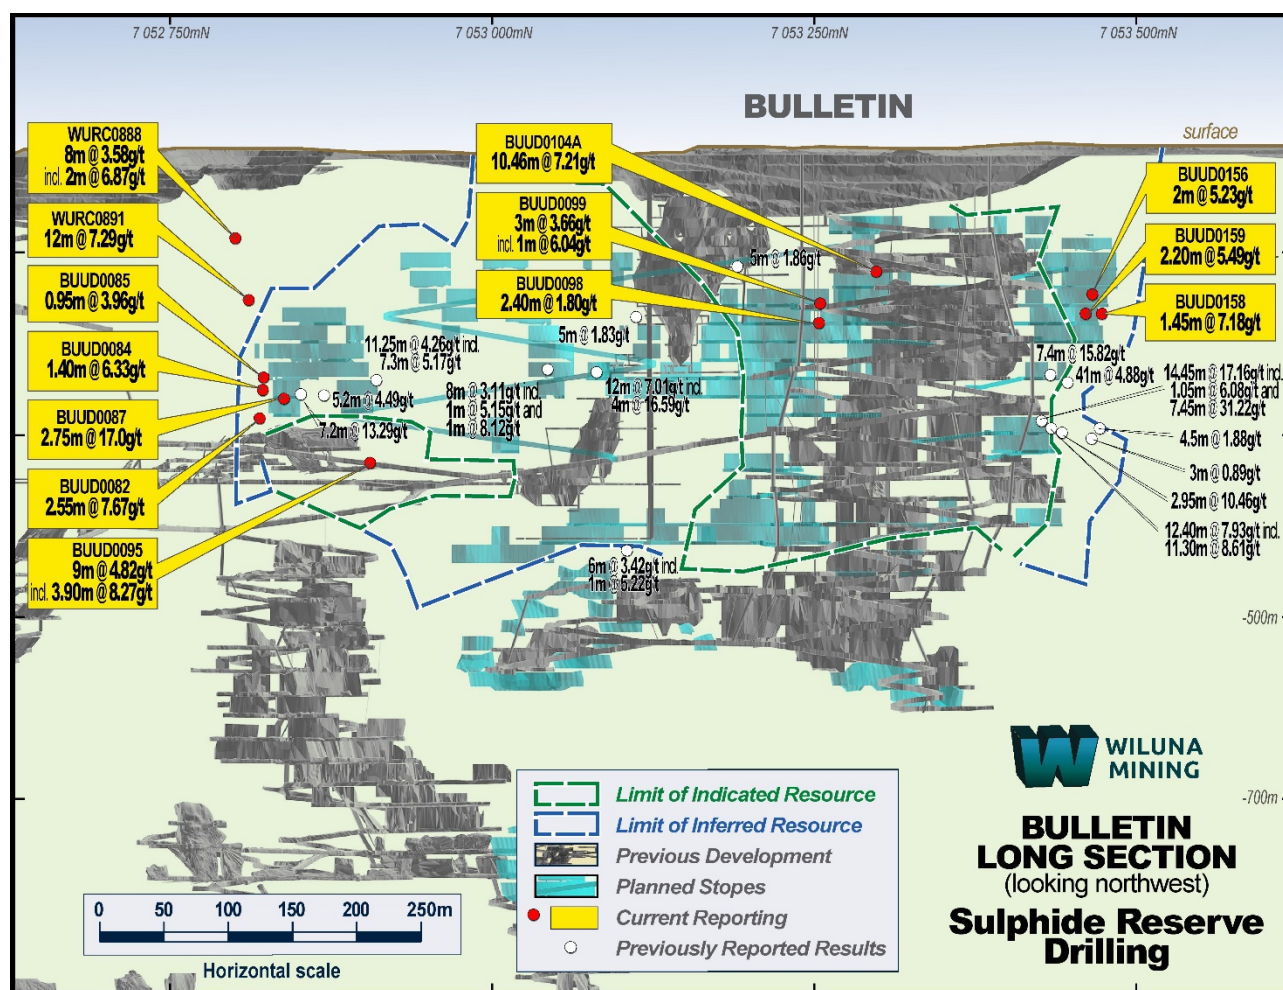 7 052 750mN
7 053 000mN
7 053 250mN
7 053 500mN
BULLETIN
surface
WURC0888
8m @ 3.58g/t
incl. 2m @ 6.87g/t
WURC0891
12m @ 7.29g/t
BUUD0085
0.95m @ 3.96g/t
BUUD0084
1.40m @ 6.33g/t
BUUD0087
2.75m @ 17.0g/t
BUUD0082
2.55m @ 7.67g/t
BUUD0095
9m @ 4.82g/t
incl. 3.90m @ 8.27g/t
BUUD0104A
10.46m @ 7.21g/t
BUUD0099
3m @ 3.66g/t
incl. 1m @ 6.04g/t
BUUD0098
2.40m @ 1.80g/t
BUUD0156
2m @ 5.23g/t
BUUD0159
2.20m @ 5.49g/t
BUUD0158
1.45m @ 7.18g/t
5m @ 1.86g/t
5m @ 1.83g/t
11.25m @ 4.26g/t incl.
7.3m @ 5.17g/t
5.2m @ 4.49g/t
7.2m @ 13.29g/t
8m @ 3.11g/t incl.
1m @ 5.15g/t and
1m @ 8.12g/t
12m @ 7.01g/t incl.
4m @ 16.59g/t
6m @ 3.42g/t incl.
1m @ 5.22g/t
7.4m @ 15.82g/t
41m @ 4.88g/t
14.45m @ 17.16g/t incl.
1.05m @ 6.08g/t and
7.45m @ 31.22g/t
4.5m @ 1.88g/t
3m @ 0.89g/t
2.95m @ 10.46g/t
12.40m @ 7.93g/t incl.
11.30m @ 8.61g/t
-500m
-700m
WILUNA
MINING
BULLETIN
LONG SECTION
(looking northwest)
Sulphide Reserve
Drilling
Limit of Indicated Resource
Limit of Inferred Resource
Previous Development
Planned Stopes
Current Reporting
Previously Reported Results
0 50 100 150 200 250m
Horizontal scale